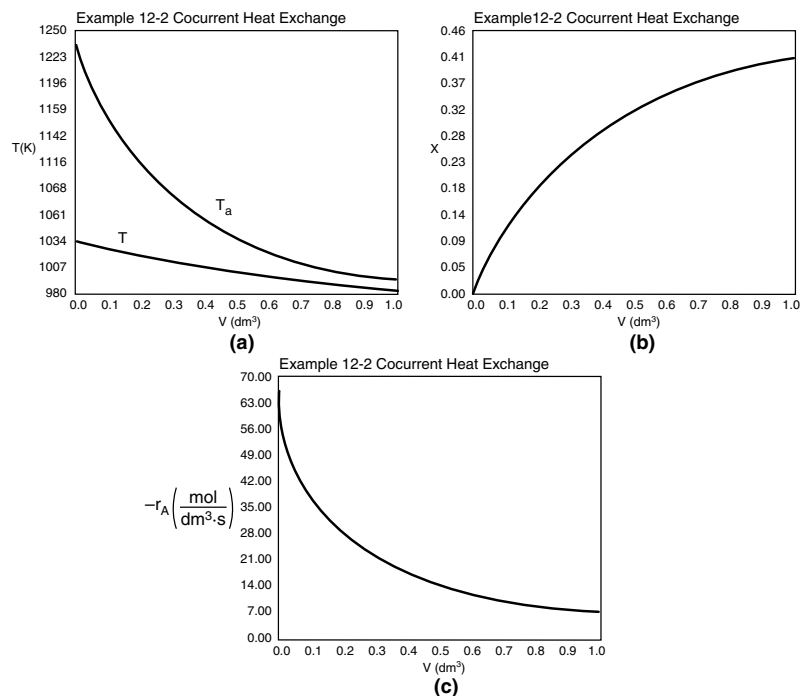 Example 12-2 Cocurrent Heat Exchange
1250
1223
1196
1159
1142
T(K)
1116
1088
1061
1034
1007
980
T
Tₐ
0.0 0.1 0.2 0.3 0.4 0.5 0.6 0.7 0.8 0.9 1.0
V (dm³)
(a)
Example12-2 Cocurrent Heat Exchange
0.46
0.41
0.37
0.32
0.28
X
0.23
0.18
0.14
0.09
0.05
0.00
0.0 0.1 0.2 0.3 0.4 0.5 0.6 0.7 0.8 0.9 1.0
V (dm³)
(b)
Example 12-2 Cocurrent Heat Exchange
70.00
63.00
56.00
49.00
42.00
35.00
28.00
21.00
14.00
7.00
0.00
–rA(mol/dm³·s)
0.0 0.1 0.2 0.3 0.4 0.5 0.6 0.7 0.8 0.9 1.0
V (dm³)
(c)